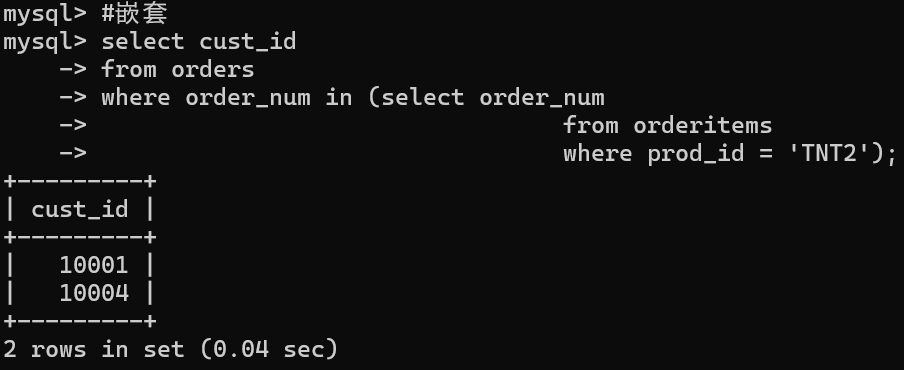 mysql> #嵌套
mysql> select cust_id
    -> from orders
    -> where order_num in (select order_num
    ->                                  from orderitems
    ->                                  where prod_id = 'TNT2');
+---------+
| cust_id |
+---------+
|   10001 |
|   10004 |
+---------+
2 rows in set (0.04 sec)